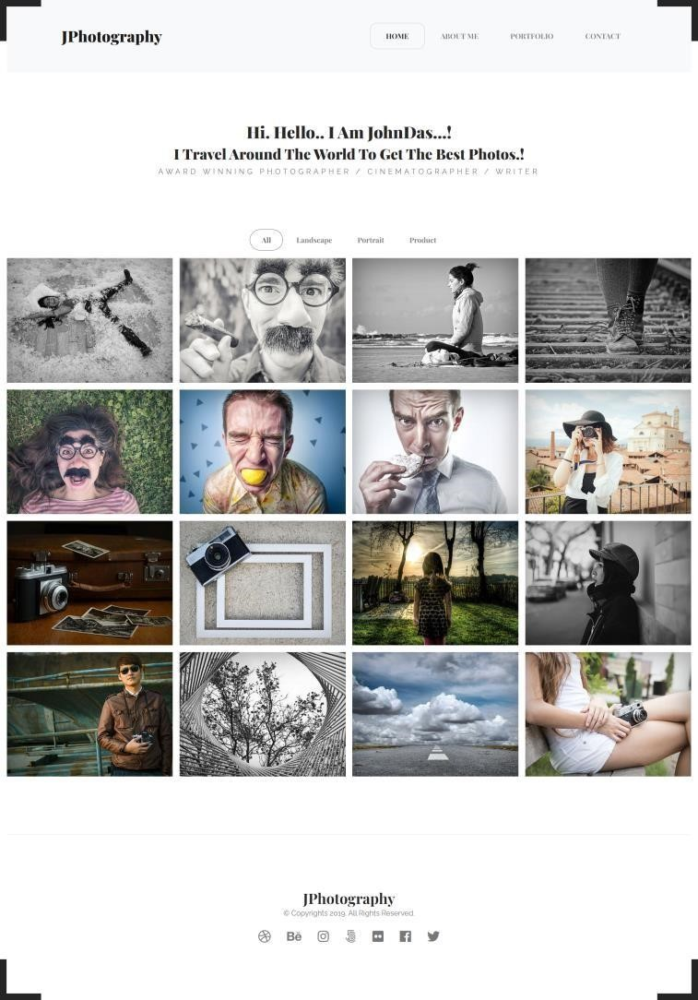 JPhotography
HOME ABOUT ME PORTFOLIO CONTACT
Hi. Hello.. I Am JohnDas...!
I Travel Around The World To Get The Best Photos.!
AWARD WINNING PHOTOGRAPHER / CINEMATOGRAPHER / WRITER
All Landscape Portrait Product
JPhotography
© Copyrights 2019. All Rights Reserved.
Bē